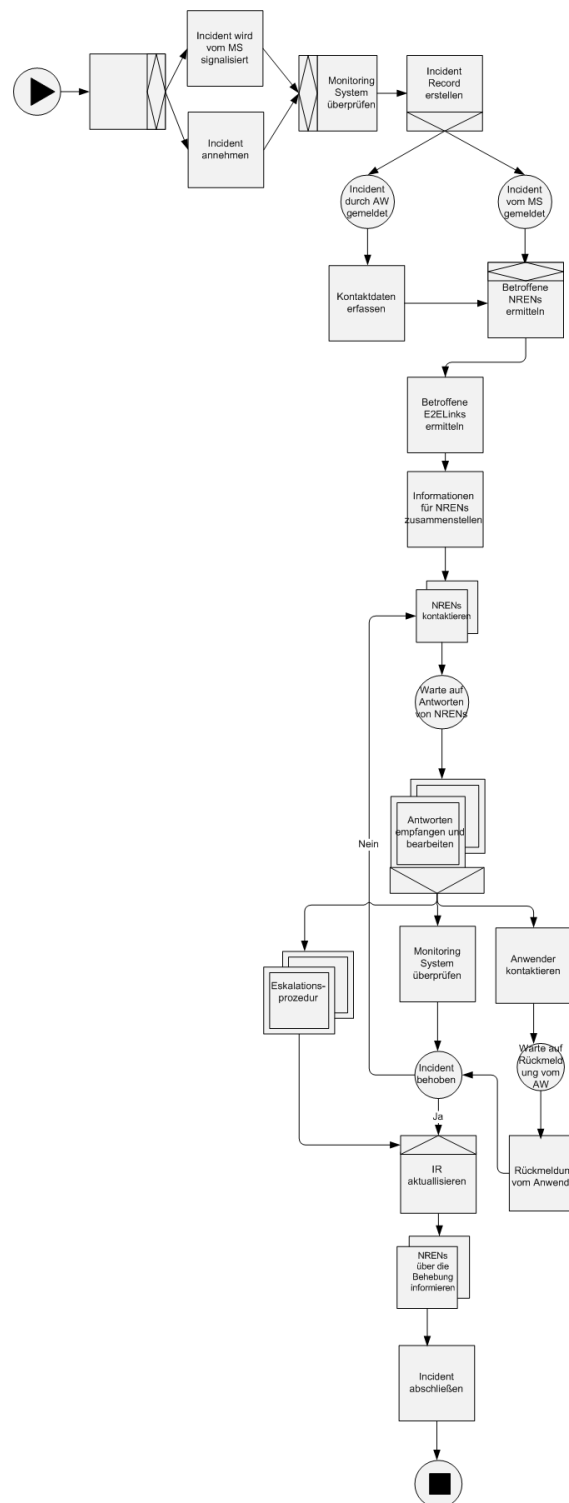 Incident wird
vom MS
signalisiert
Incident
annehmen
Monitoring
System
überprüfen
Incident
Record
erstellen
Incident
durch AW
gemeldet
Incident
vom MS
gemeldet
Kontaktdaten
erfassen
Betroffene
NRENs
ermitteln
Betroffene
E2ELinks
ermitteln
Informationen
für NRENs
zusammenstellen
NRENs
kontaktieren
Warte auf
Antworten
von NRENs
Nein
Antworten
empfangen und
bearbeiten
Eskalations-
prozedur
Monitoring
System
überprüfen
Anwender
kontaktieren
Incident
behoben
Warte auf
Rückmeld
ung vom
AW
Ja
IR
aktuallisieren
Rückmeldun
vom Anwend
NRENs
über die
Behebung
informieren
Incident
abschließen